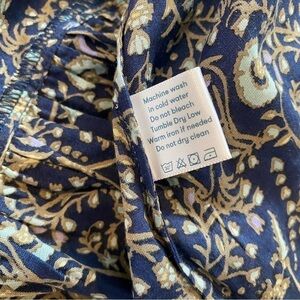 Machine wash
in cold water
Do not bleach
Tumble Dry Low
Warm iron if needed
Do not dry clean